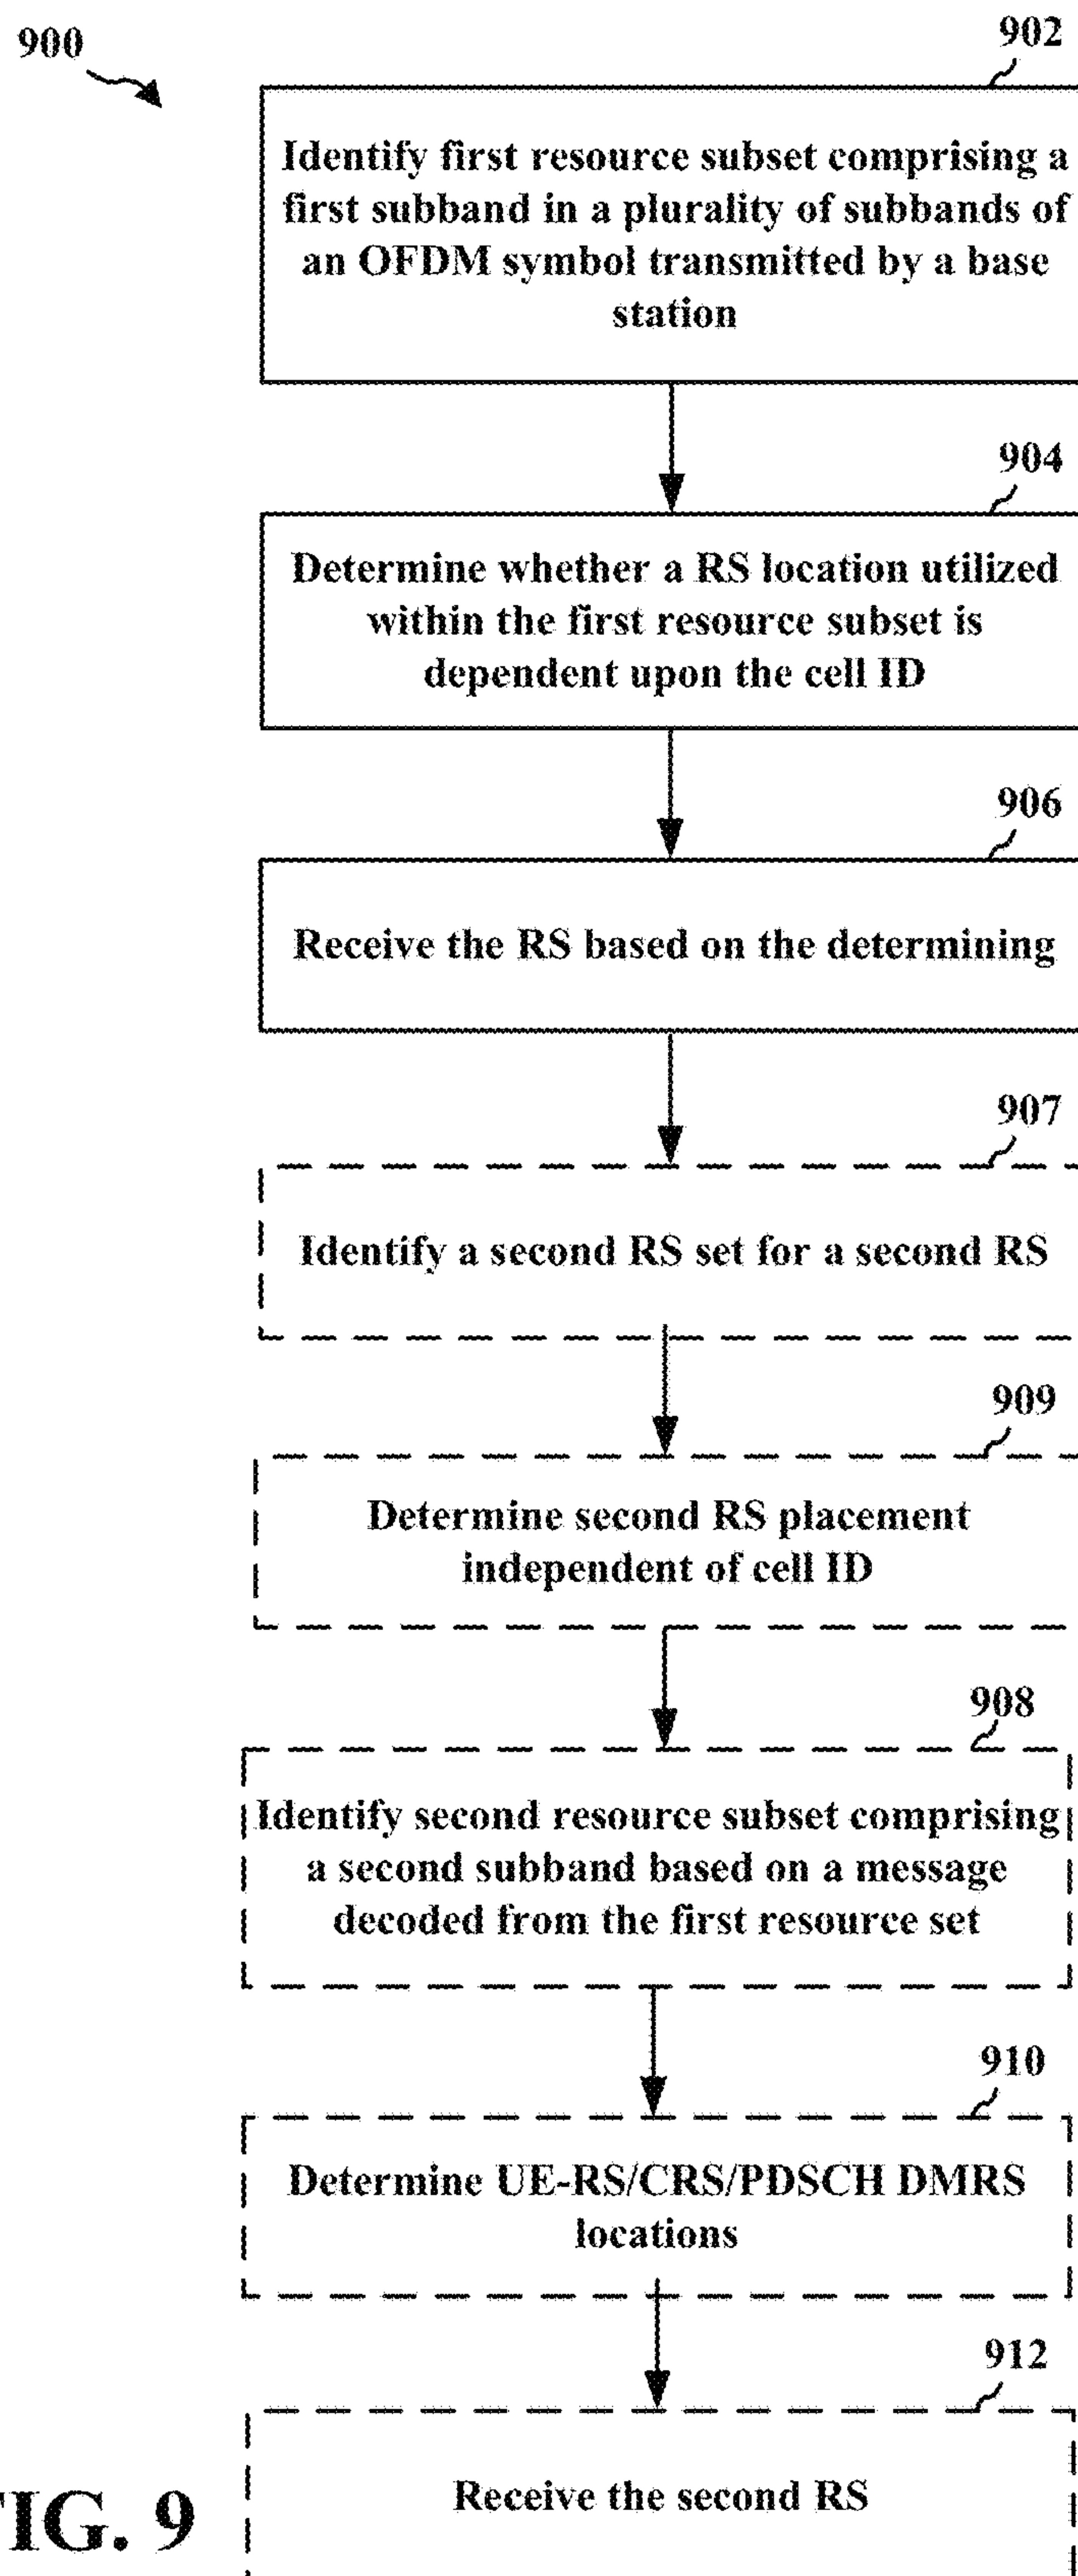 900
902
Identify first resource subset comprising a
first subband in a plurality of subbands of
an OFDM symbol transmitted by a base
station
904
Determine whether a RS location utilized
within the first resource subset is
dependent upon the cell ID
906
Receive the RS based on the determining
907
Identify a second RS set for a second RS
909
Determine second RS placement
independent of cell ID
908
Identify second resource subset comprising
a second subband based on a message
decoded from the first resource set
910
Determine UE-RS/CRS/PDSCH DMRS
locations
912
Receive the second RS
IG. 9